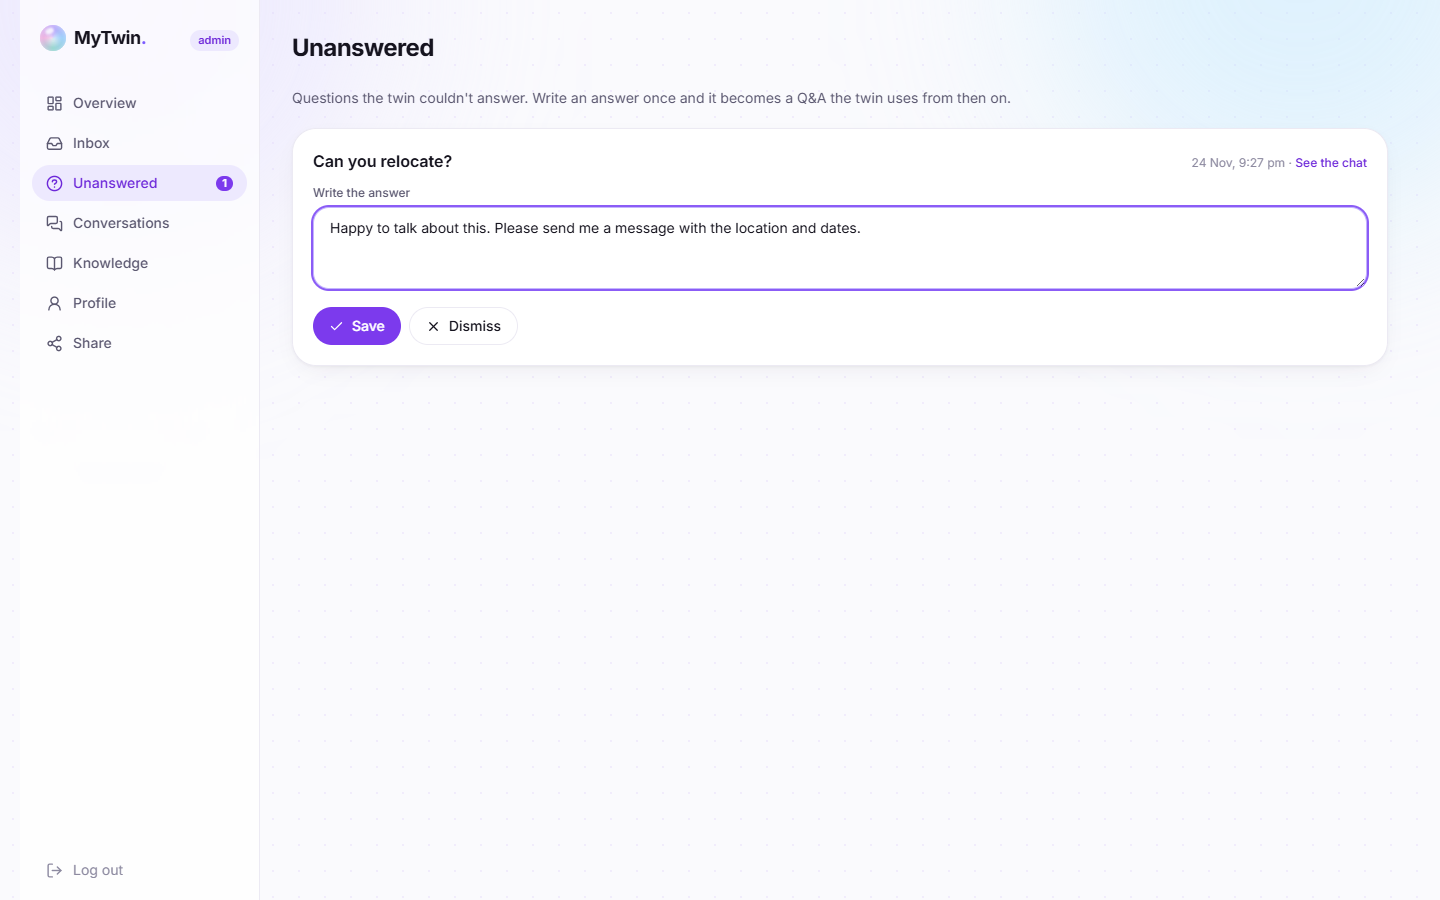 MyTwin.
admin
Overview
Inbox
Unanswered 1
Conversations
Knowledge
Profile
Share
Log out
Unanswered
Questions the twin couldn't answer. Write an answer once and it becomes a Q&A the twin uses from then on.
Can you relocate?
24 Nov, 9:27 pm · See the chat
Write the answer
Happy to talk about this. Please send me a message with the location and dates.
Save
Dismiss